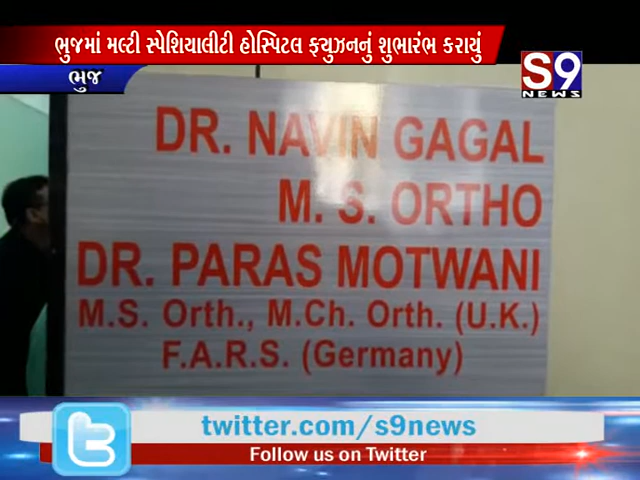 ભુજમાં મલ્ટી સ્પેશિયાલીટી હોસ્પિટલ ફ્યુઝનનું શુભારંભ કરાયું
ભુજ
S9
NEWS
DR. NAVIN GAGAL
M. S. ORTHO
DR. PARAS MOTWANI
M.S. Orth., M.Ch. Orth. (U.K.)
F.A.R.S. (Germany)
twitter.com/s9news
Follow us on Twitter